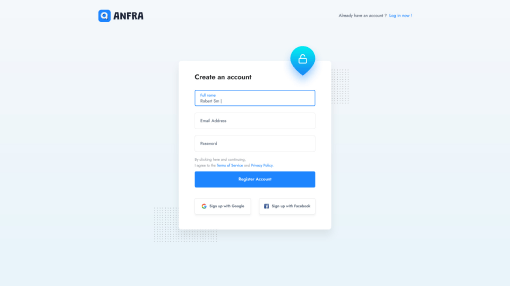 ANFRA
Already have an account ? Log in now !
Create an account
Full name
Robert
Email Address
Password
By clicking here and continuing,
I agree to the Terms of Service and Privacy Policy.
Register Account
Sign up with Google
Sign up with Facebook